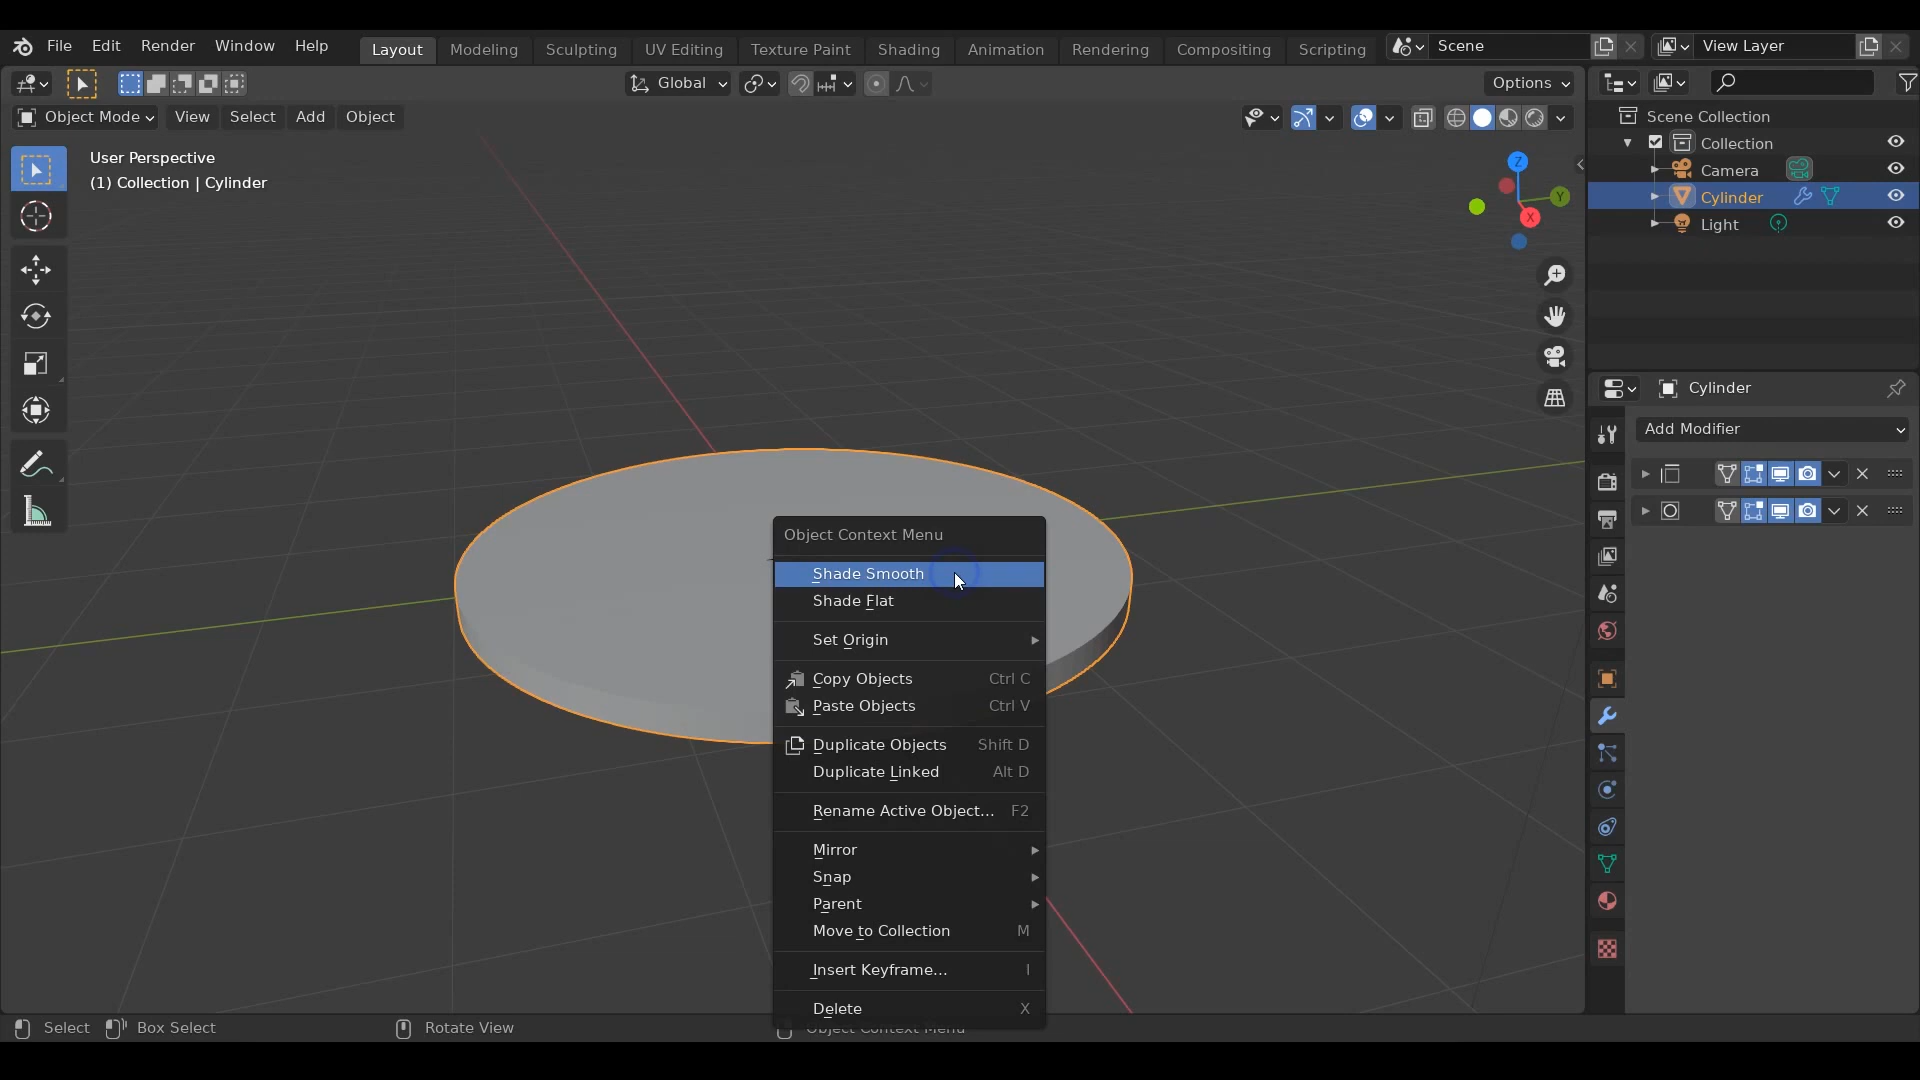 File Edit Render Window Help Layout Modeling Sculpting UV Editing Texture Paint Shading Animation Rendering Compositing Scripting Scene View Layer
Global Options
Object Mode View Select Add Object
User Perspective
(1) Collection | Cylinder
Z
Y
X
Scene Collection
Collection
Camera
Cylinder
Light
Cylinder
Add Modifier
Object Context Menu
Shade Smooth
Shade Flat
Set Origin
Copy Objects Ctrl C
Paste Objects Ctrl V
Duplicate Objects Shift D
Duplicate Linked Alt D
Rename Active Object... F2
Mirror
Snap
Parent
Move to Collection M
Insert Keyframe... I
Delete X
Select Box Select Rotate View Object Context Menu